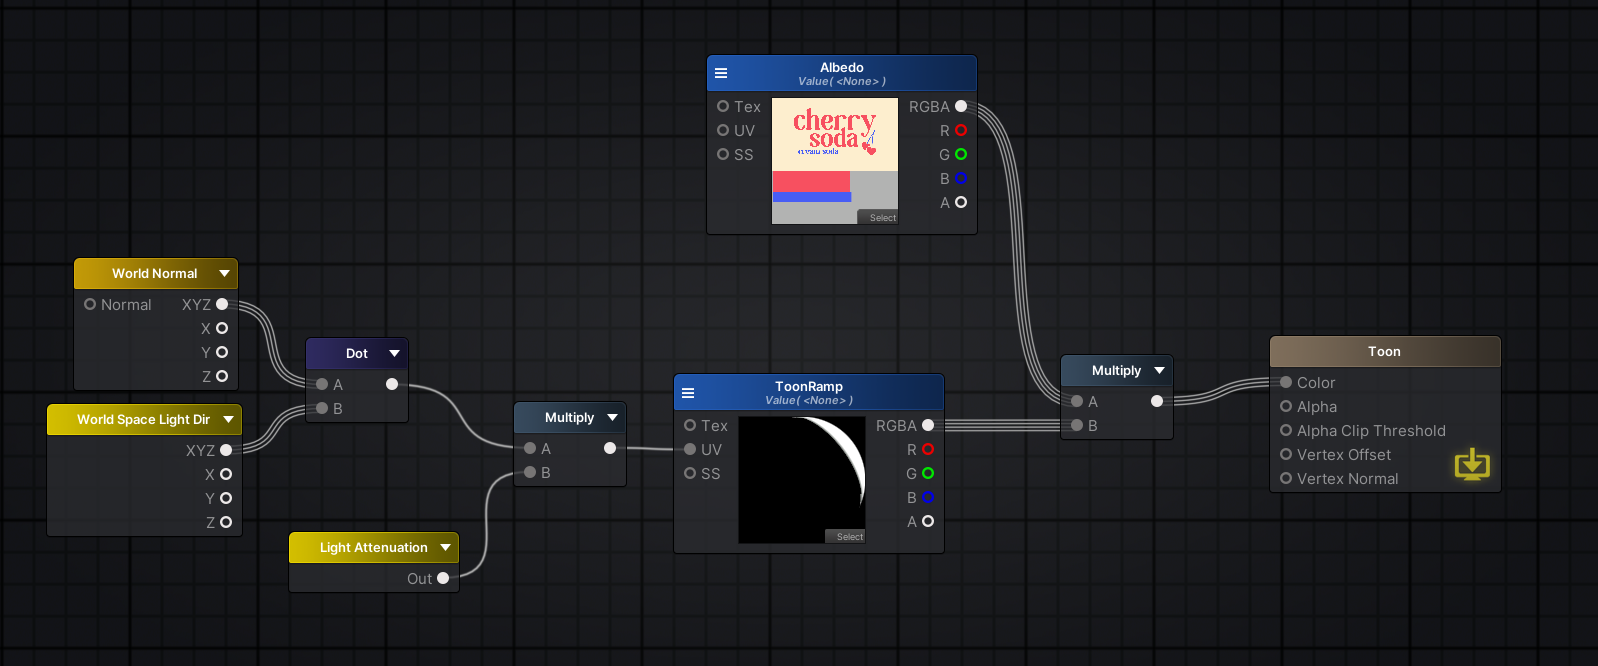 Albedo
Value( <None> )
Tex
UV
SS
cherry
soda
RGBA
R
G
B
A
Select
World Normal
Normal
XYZ
X
Y
Z
World Space Light Dir
XYZ
X
Y
Z
Dot
A
B
Light Attenuation
Out
Multiply
A
B
ToonRamp
Value( <None> )
Tex
UV
SS
RGBA
R
G
B
A
Select
Multiply
A
B
Toon
Color
Alpha
Alpha Clip Threshold
Vertex Offset
Vertex Normal